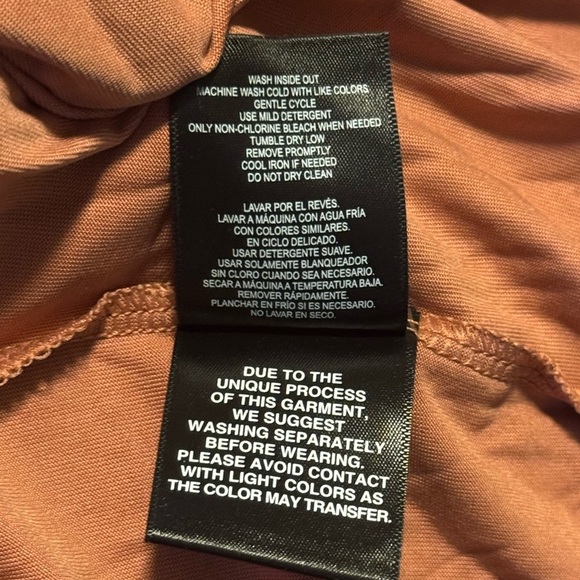 WASH INSIDE OUT
MACHINE WASH COLD WITH LIKE COLORS
GENTLE CYCLE
USE MILD DETERGENT
ONLY NON-CHLORINE BLEACH WHEN NEEDED
TUMBLE DRY LOW
REMOVE PROMPTLY
COOL IRON IF NEEDED
DO NOT DRY CLEAN
LAVAR POR EL REVÉS.
LAVAR A MÁQUINA CON AGUA FRÍA
CON COLORES SIMILARES.
EN CICLO DELICADO.
USAR DETERGENTE SUAVE.
USAR SOLAMENTE BLANQUEADOR
SIN CLORO CUANDO SEA NECESARIO.
SECAR A MÁQUINA A TEMPERATURA BAJA.
REMOVER RÁPIDAMENTE.
PLANCHAR EN FRÍO SI ES NECESARIO.
NO LAVAR EN SECO.
DUE TO THE
UNIQUE PROCESS
OF THIS GARMENT,
WE SUGGEST
WASHING SEPARATELY
BEFORE WEARING.
PLEASE AVOID CONTACT
WITH LIGHT COLORS AS
THE COLOR MAY TRANSFER.